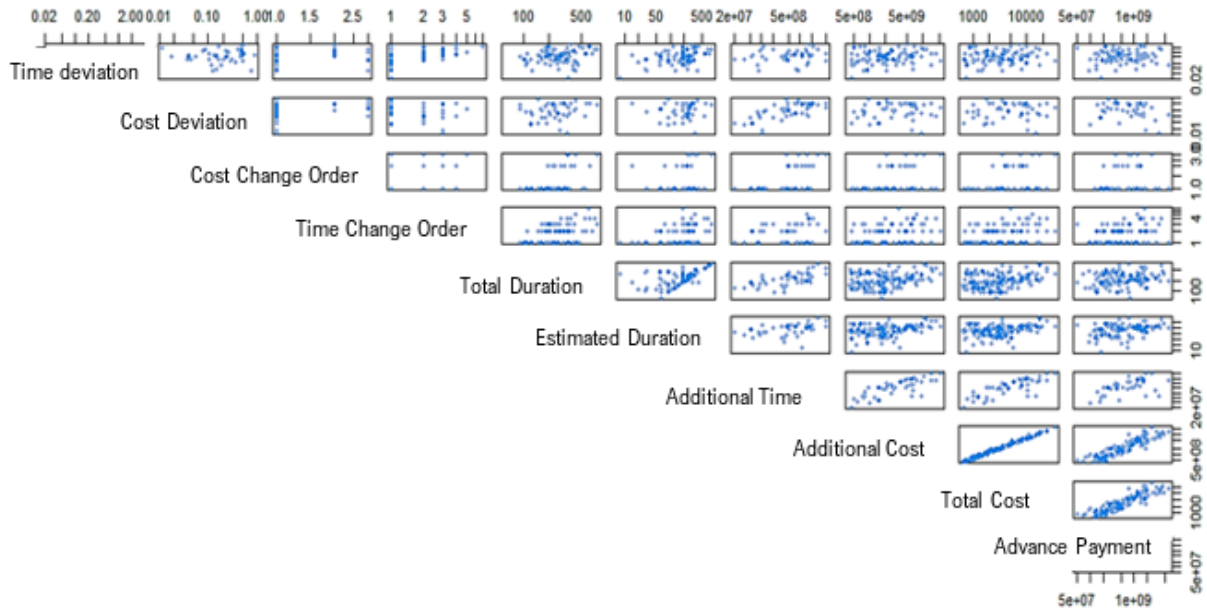 0.02 0.20 2.00 0.01 0.10 1.00 1.0 1.5 2.5 1 2 3 5 100 500 10 50 500 2e+07 5e+08 5e+08 5e+09 1000 10000 5e+07 1e+09
Time deviation 0.02
Cost Deviation 0.01
Cost Change Order 1.0 3.0
Time Change Order 1 4
Total Duration 100
Estimated Duration 10
Additional Time 2e+07
Additional Cost 5e+08
Total Cost 1000
Advance Payment 5e+07
5e+07 1e+09